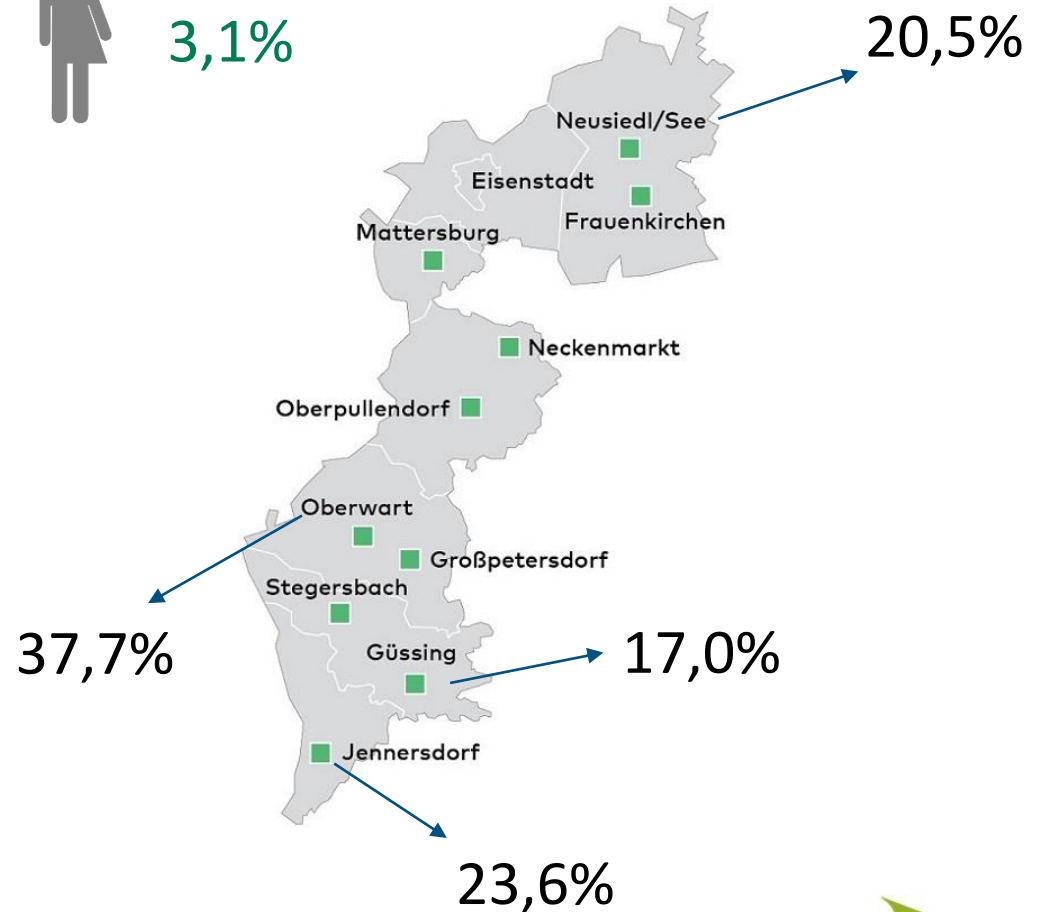 3,1%
20,5%
Neusiedl/See
Eisenstadt
Frauenkirchen
Mattersburg
Neckenmarkt
Oberpullendorf
Oberwart
Großpetersdorf
Stegersbach
37,7%
Güssing
17,0%
Jennersdorf
23,6%